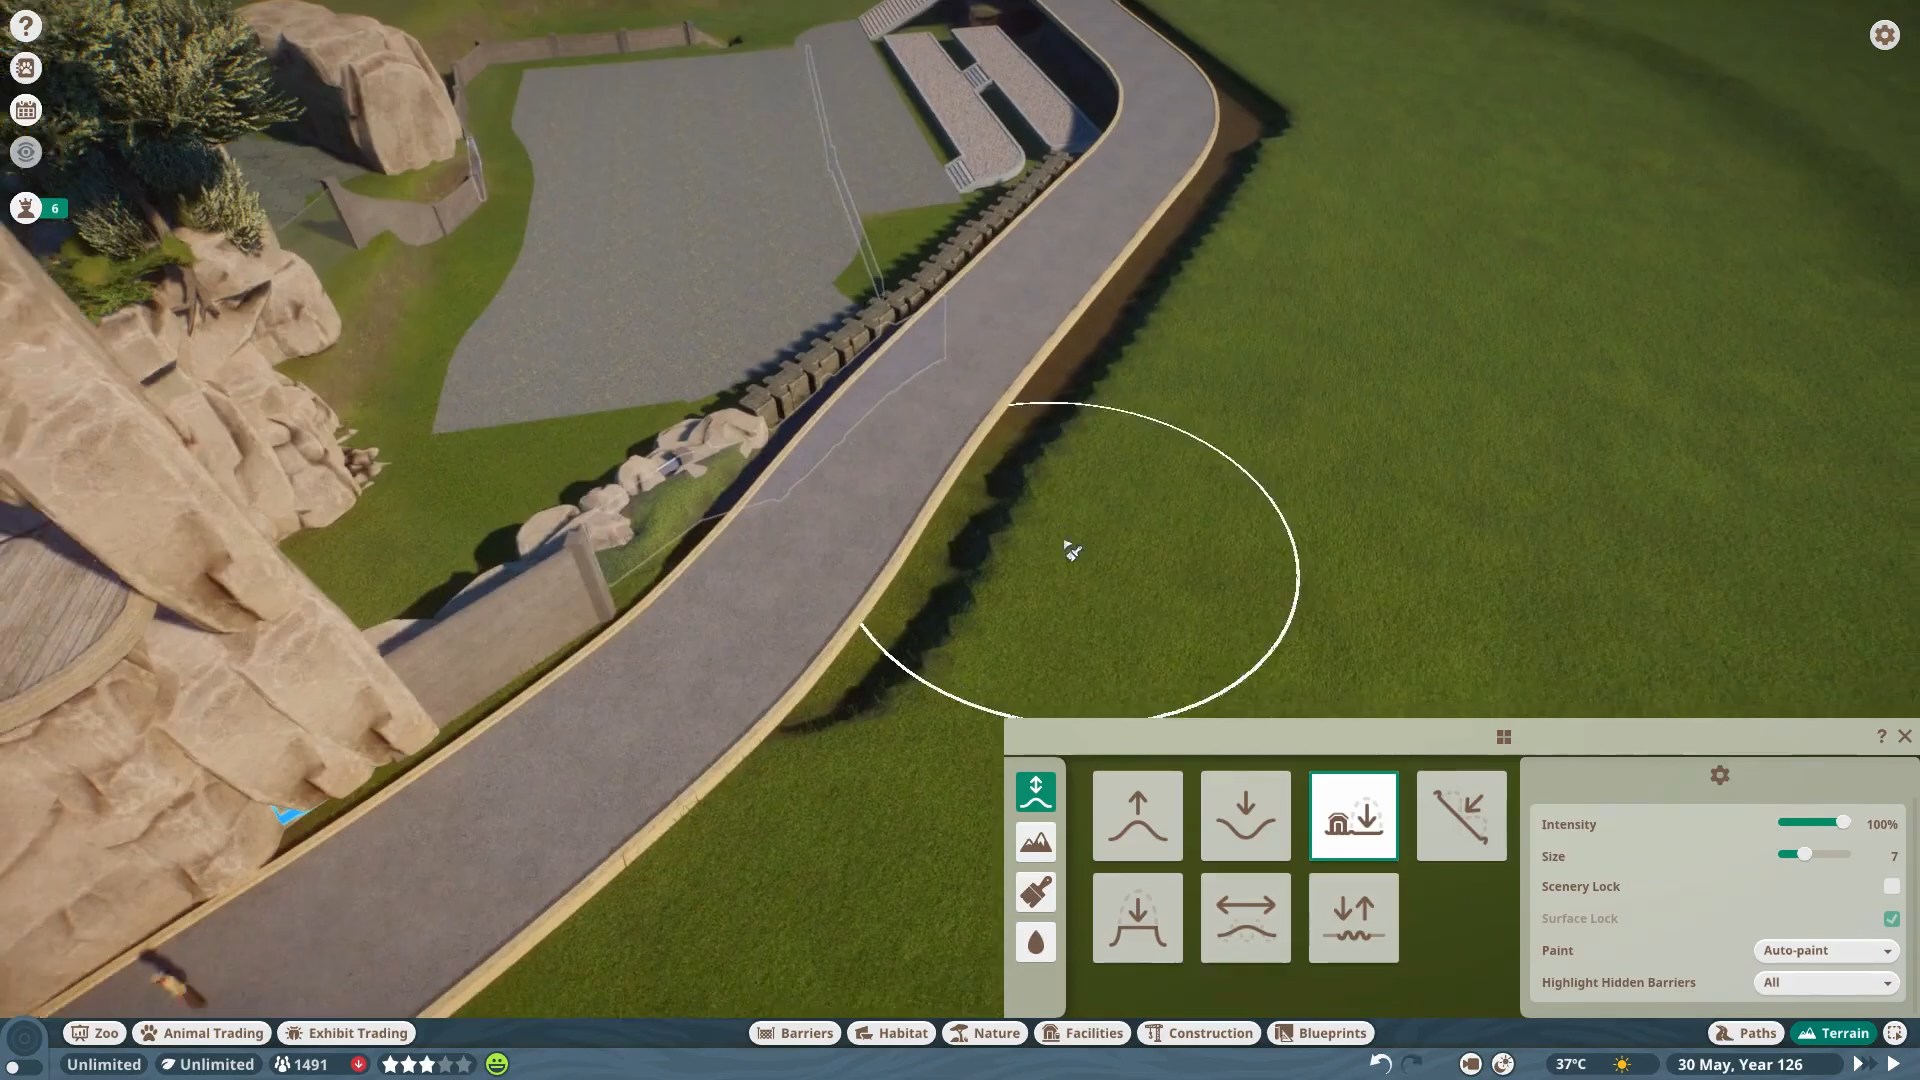 ?
6
?
Intensity 100%
Size 7
Scenery Lock
Surface Lock
Paint Auto-paint
Highlight Hidden Barriers All
Zoo Animal Trading Exhibit Trading Barriers Habitat Nature Facilities Construction Blueprints Paths Terrain
Unlimited Unlimited 1491 37°C 30 May, Year 126